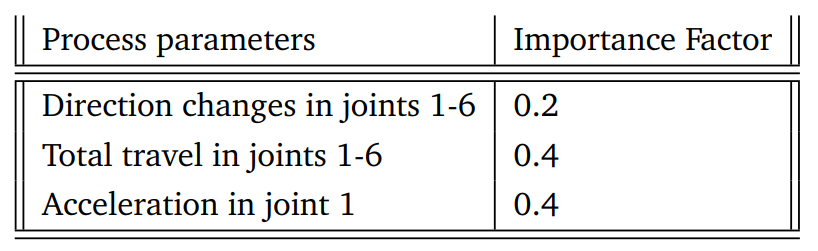 Process parameters Importance Factor
Direction changes in joints 1-6 0.2
Total travel in joints 1-6 0.4
Acceleration in joint 1 0.4